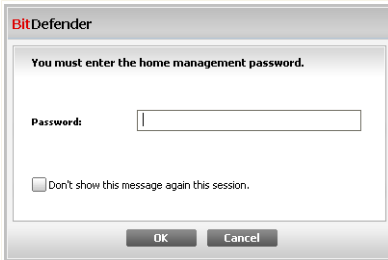 BitDefender
You must enter the home management password.
Password:
Don't show this message again this session.
OK Cancel